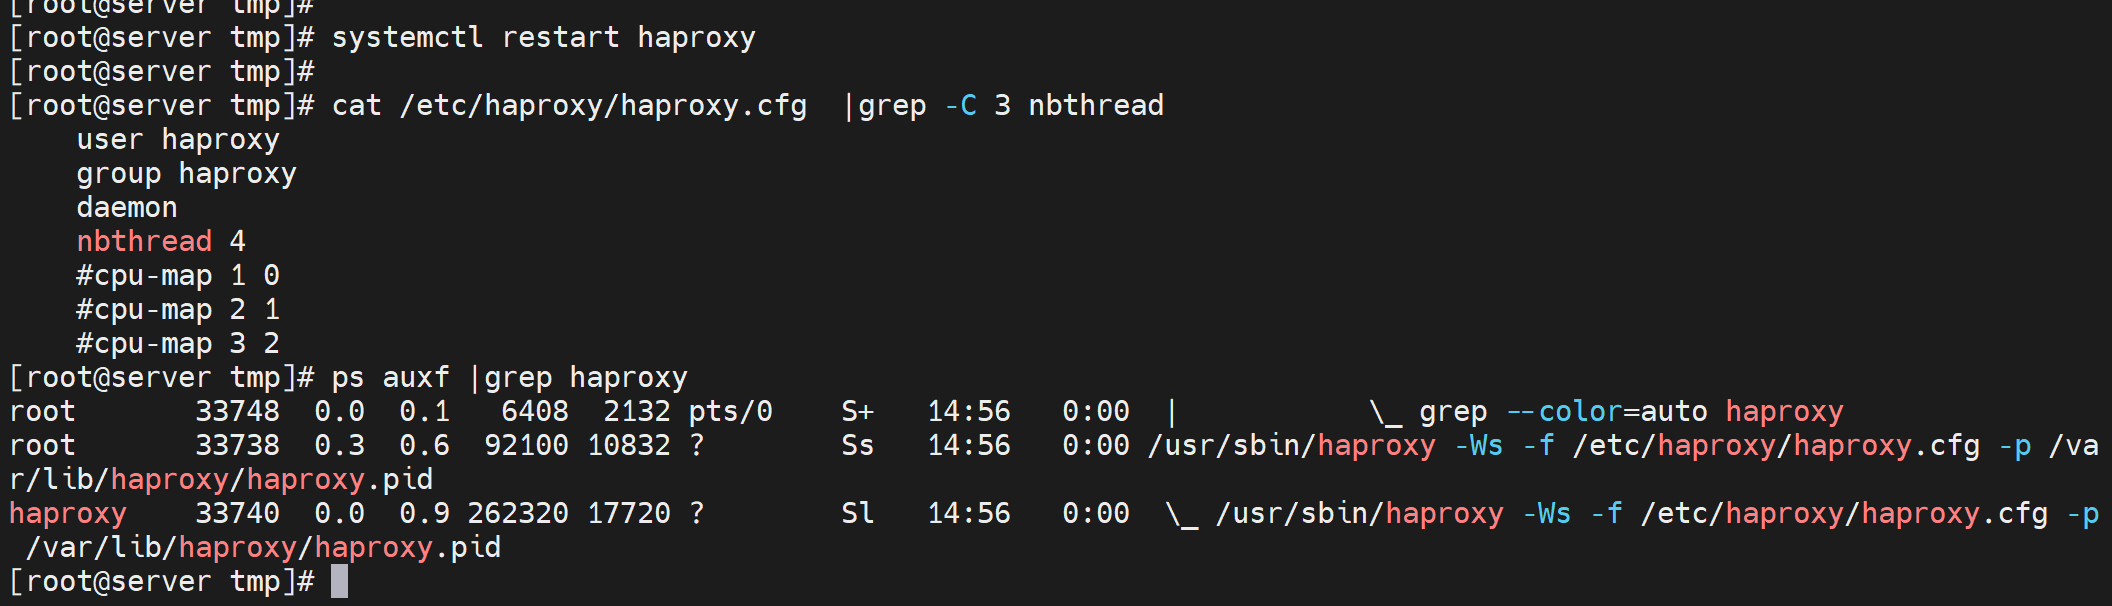 [root@server tmp]#
[root@server tmp]# systemctl restart haproxy
[root@server tmp]#
[root@server tmp]# cat /etc/haproxy/haproxy.cfg  |grep -C 3 nbthread
    user haproxy
    group haproxy
    daemon
    nbthread 4
    #cpu-map 1 0
    #cpu-map 2 1
    #cpu-map 3 2
[root@server tmp]# ps auxf |grep haproxy
root       33748  0.0  0.1   6408  2132 pts/0    S+   14:56   0:00  |           \_ grep --color=auto haproxy
root       33738  0.3  0.6  92100 10832 ?        Ss   14:56   0:00 /usr/sbin/haproxy -Ws -f /etc/haproxy/haproxy.cfg -p /va
r/lib/haproxy/haproxy.pid
haproxy    33740  0.0  0.9 262320 17720 ?        Sl   14:56   0:00  \_ /usr/sbin/haproxy -Ws -f /etc/haproxy/haproxy.cfg -p
 /var/lib/haproxy/haproxy.pid
[root@server tmp]#